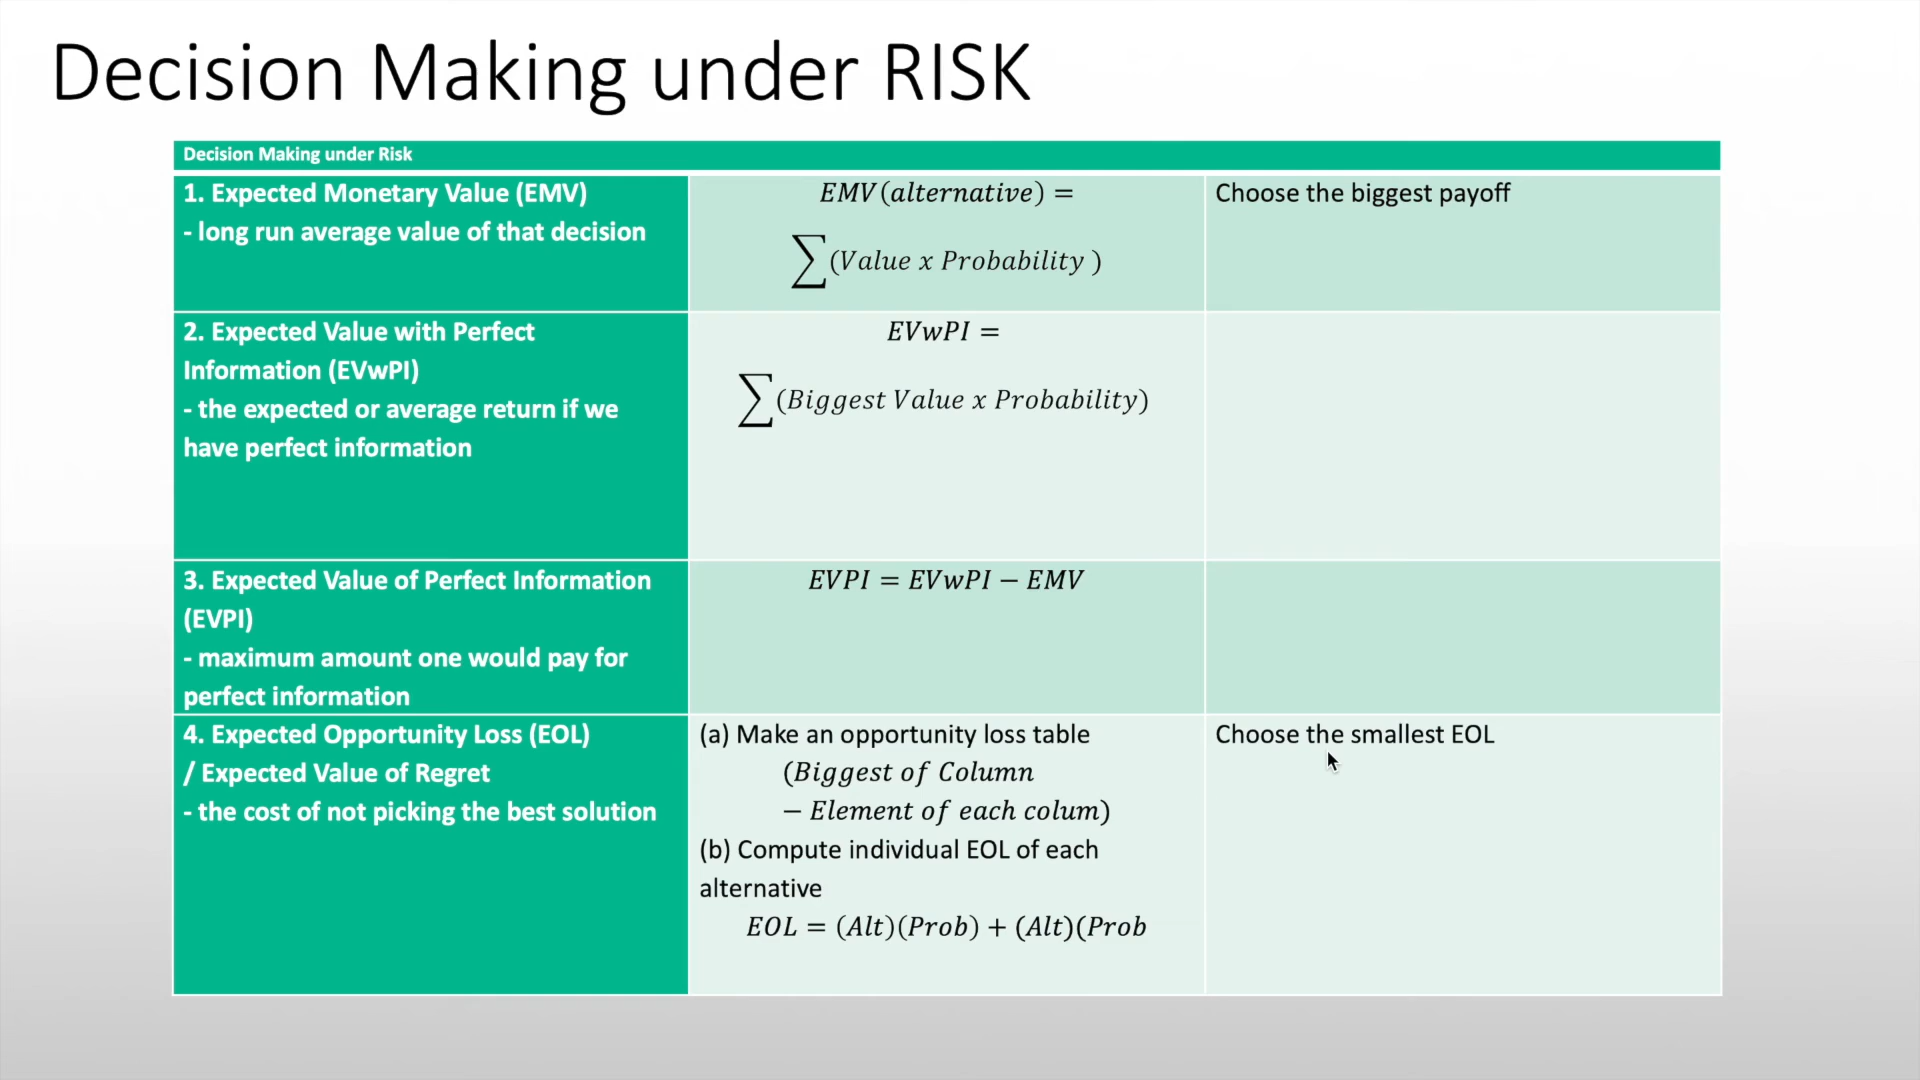 Decision Making under RISK
Decision Making under Risk
1. Expected Monetary Value (EMV)
- long run average value of that decision
EMV(alternative) =
∑(Value x Probability )
Choose the biggest payoff
2. Expected Value with Perfect
Information (EVwPI)
- the expected or average return if we
have perfect information
EVwPI =
∑(Biggest Value x Probability)
3. Expected Value of Perfect Information
(EVPI)
- maximum amount one would pay for
perfect information
EVPI = EVwPI − EMV
4. Expected Opportunity Loss (EOL)
/ Expected Value of Regret
- the cost of not picking the best solution
(a) Make an opportunity loss table
(Biggest of Column
− Element of each colum)
(b) Compute individual EOL of each
alternative
EOL = (Alt)(Prob) + (Alt)(Prob
Choose the smallest EOL